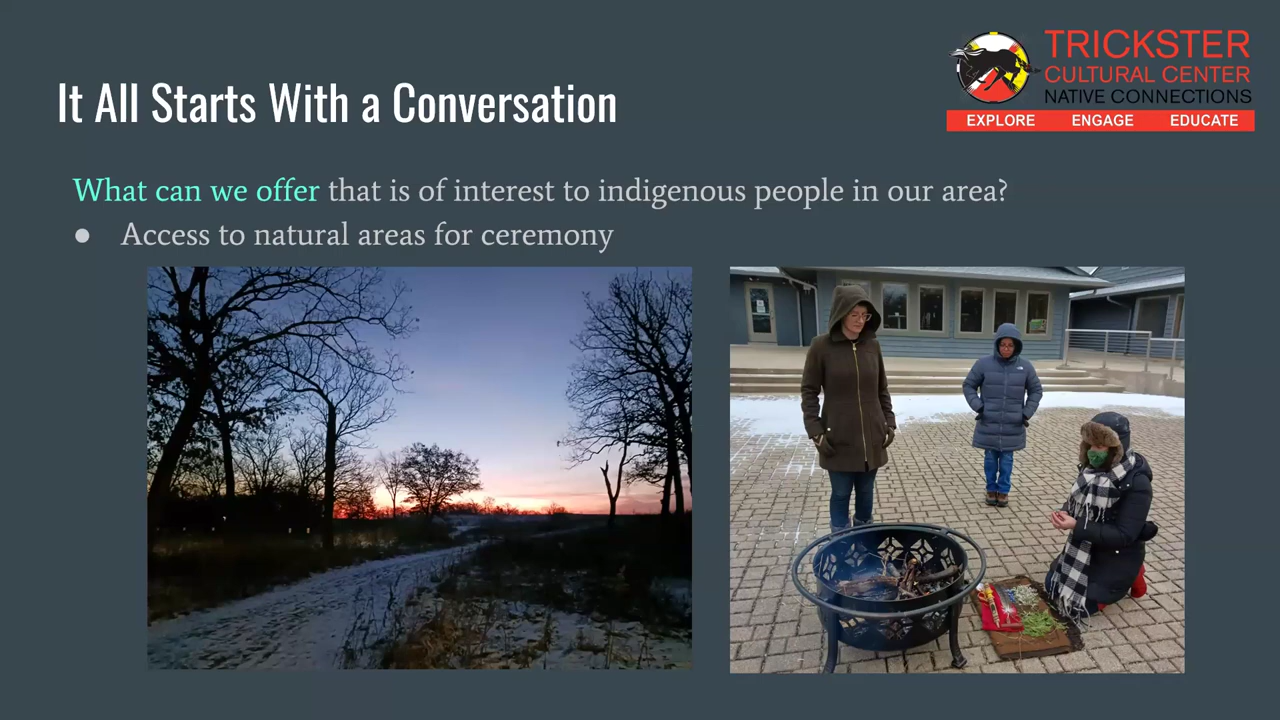 TRICKSTER
CULTURAL CENTER
NATIVE CONNECTIONS
EXPLORE ENGAGE EDUCATE
It All Starts With a Conversation
What can we offer that is of interest to indigenous people in our area?
● Access to natural areas for ceremony